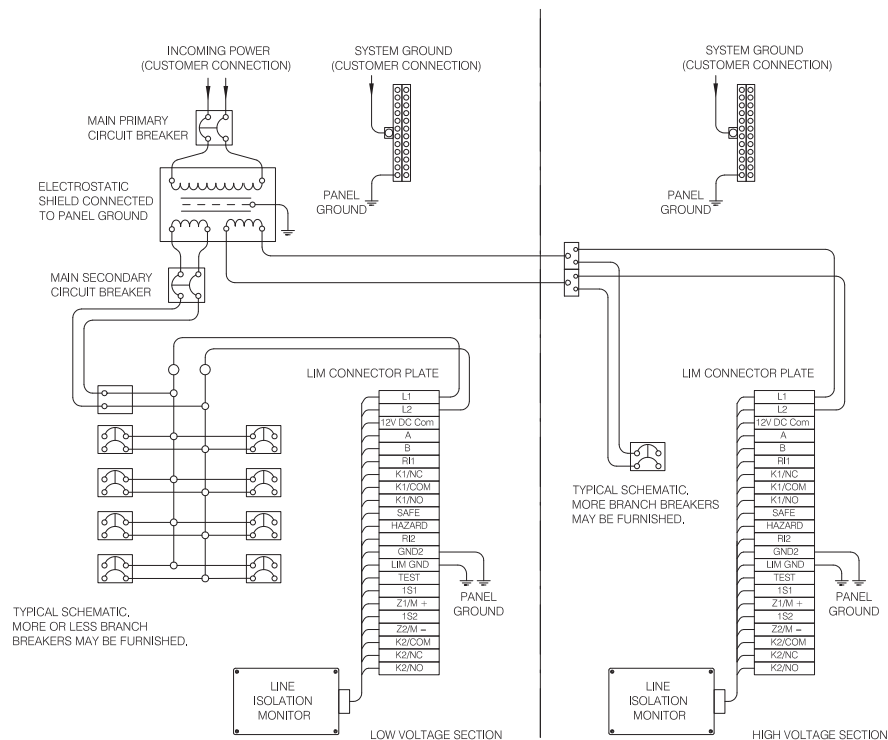 INCOMING POWER
(CUSTOMER CONNECTION)
SYSTEM GROUND
(CUSTOMER CONNECTION)
MAIN PRIMARY
CIRCUIT BREAKER
ELECTROSTATIC
SHIELD CONNECTED
TO PANEL GROUND
PANEL
GROUND
MAIN SECONDARY
CIRCUIT BREAKER
LIM CONNECTOR PLATE
L1
L2
12V DC Com
A
B
RI1
K1/NC
K1/COM
K1/NO
SAFE
HAZARD
RI2
GND2
LIM GND
TEST
1S1
Z1/M +
1S2
Z2/M –
K2/COM
K2/NC
K2/NO
PANEL
GROUND
TYPICAL SCHEMATIC.
MORE OR LESS BRANCH
BREAKERS MAY BE FURNISHED.
LINE
ISOLATION
MONITOR
LOW VOLTAGE SECTION
SYSTEM GROUND
(CUSTOMER CONNECTION)
PANEL
GROUND
LIM CONNECTOR PLATE
L1
L2
12V DC Com
A
B
RI1
K1/NC
K1/COM
K1/NO
SAFE
HAZARD
RI2
GND2
LIM GND
TEST
1S1
Z1/M +
1S2
Z2/M –
K2/COM
K2/NC
K2/NO
TYPICAL SCHEMATIC.
MORE BRANCH BREAKERS
MAY BE FURNISHED.
PANEL
GROUND
LINE
ISOLATION
MONITOR
HIGH VOLTAGE SECTION